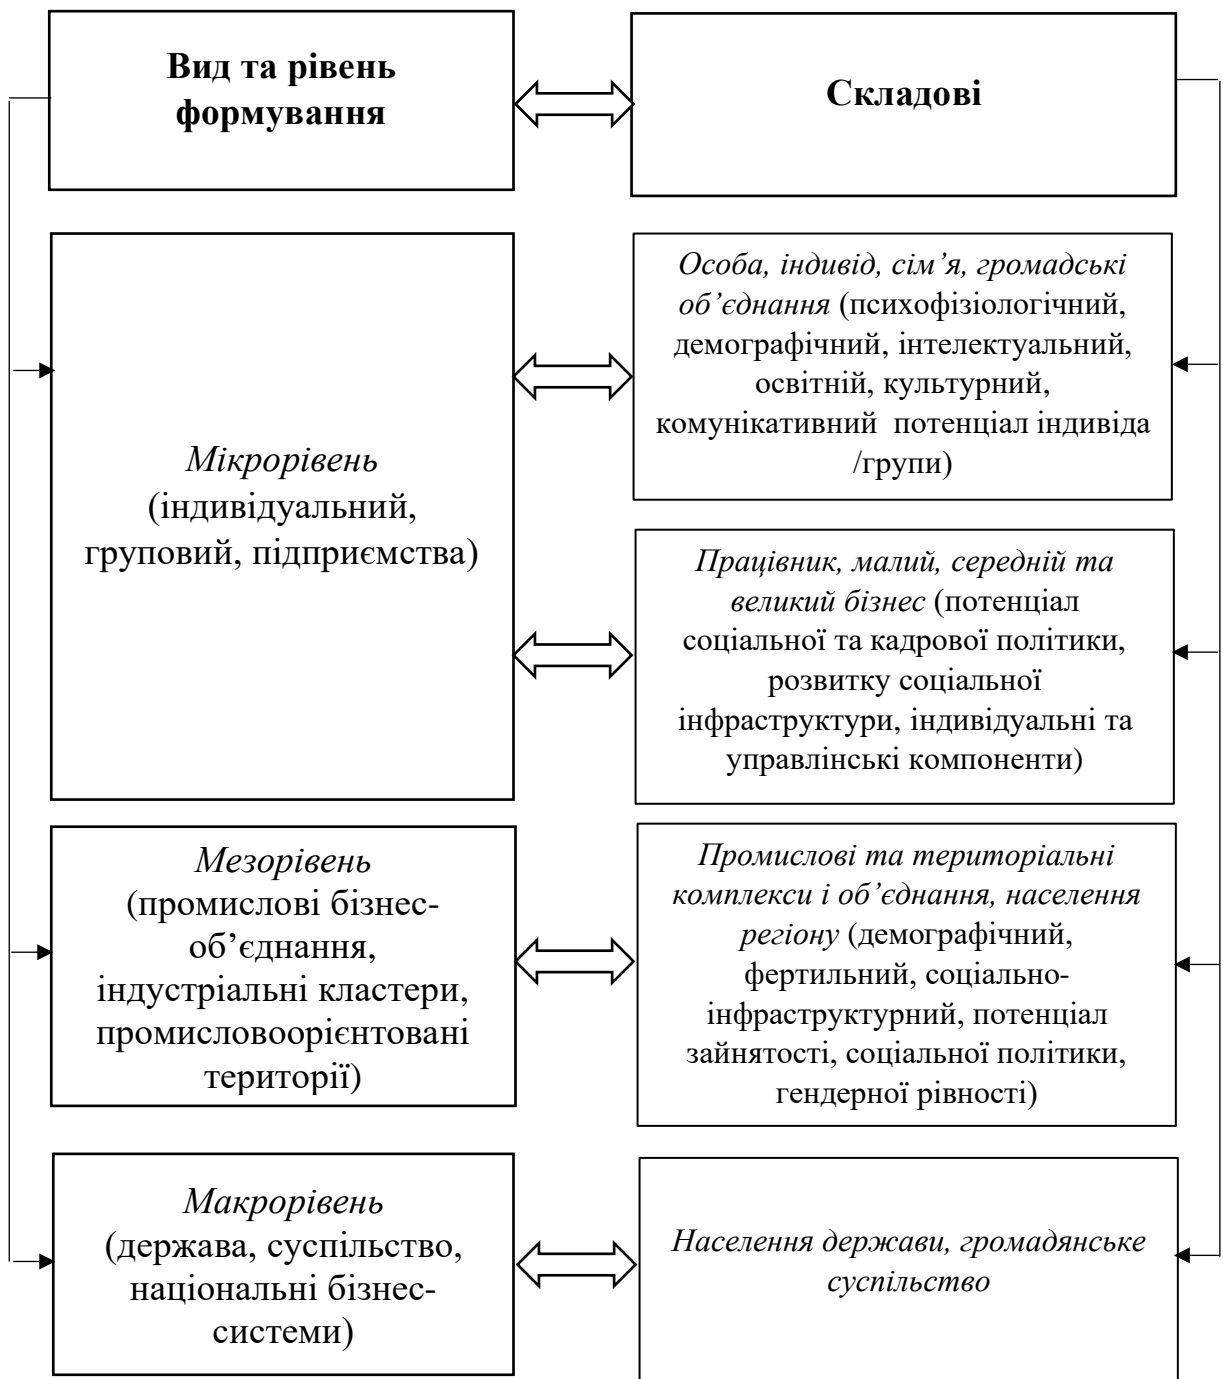 Вид та рівень
формування
Складові
Мікрорівень
(індивідуальний,
груповий, підприємства)
Особа, індивід, сім’я, громадські
об’єднання (психофізіологічний,
демографічний, інтелектуальний,
освітній, культурний,
комунікативний потенціал індивіда
/групи)
Працівник, малий, середній та
великий бізнес (потенціал
соціальної та кадрової політики,
розвитку соціальної
інфраструктури, індивідуальні та
управлінські компоненти)
Мезорівень
(промислові бізнес-
об’єднання,
індустріальні кластери,
промисловоорієнтовані
території)
Промислові та територіальні
комплекси і об’єднання, населення
регіону (демографічний,
фертильний, соціально-
інфраструктурний, потенціал
зайнятості, соціальної політики,
гендерної рівності)
Макрорівень
(держава, суспільство,
національні бізнес-
системи)
Населення держави, громадянське
суспільство